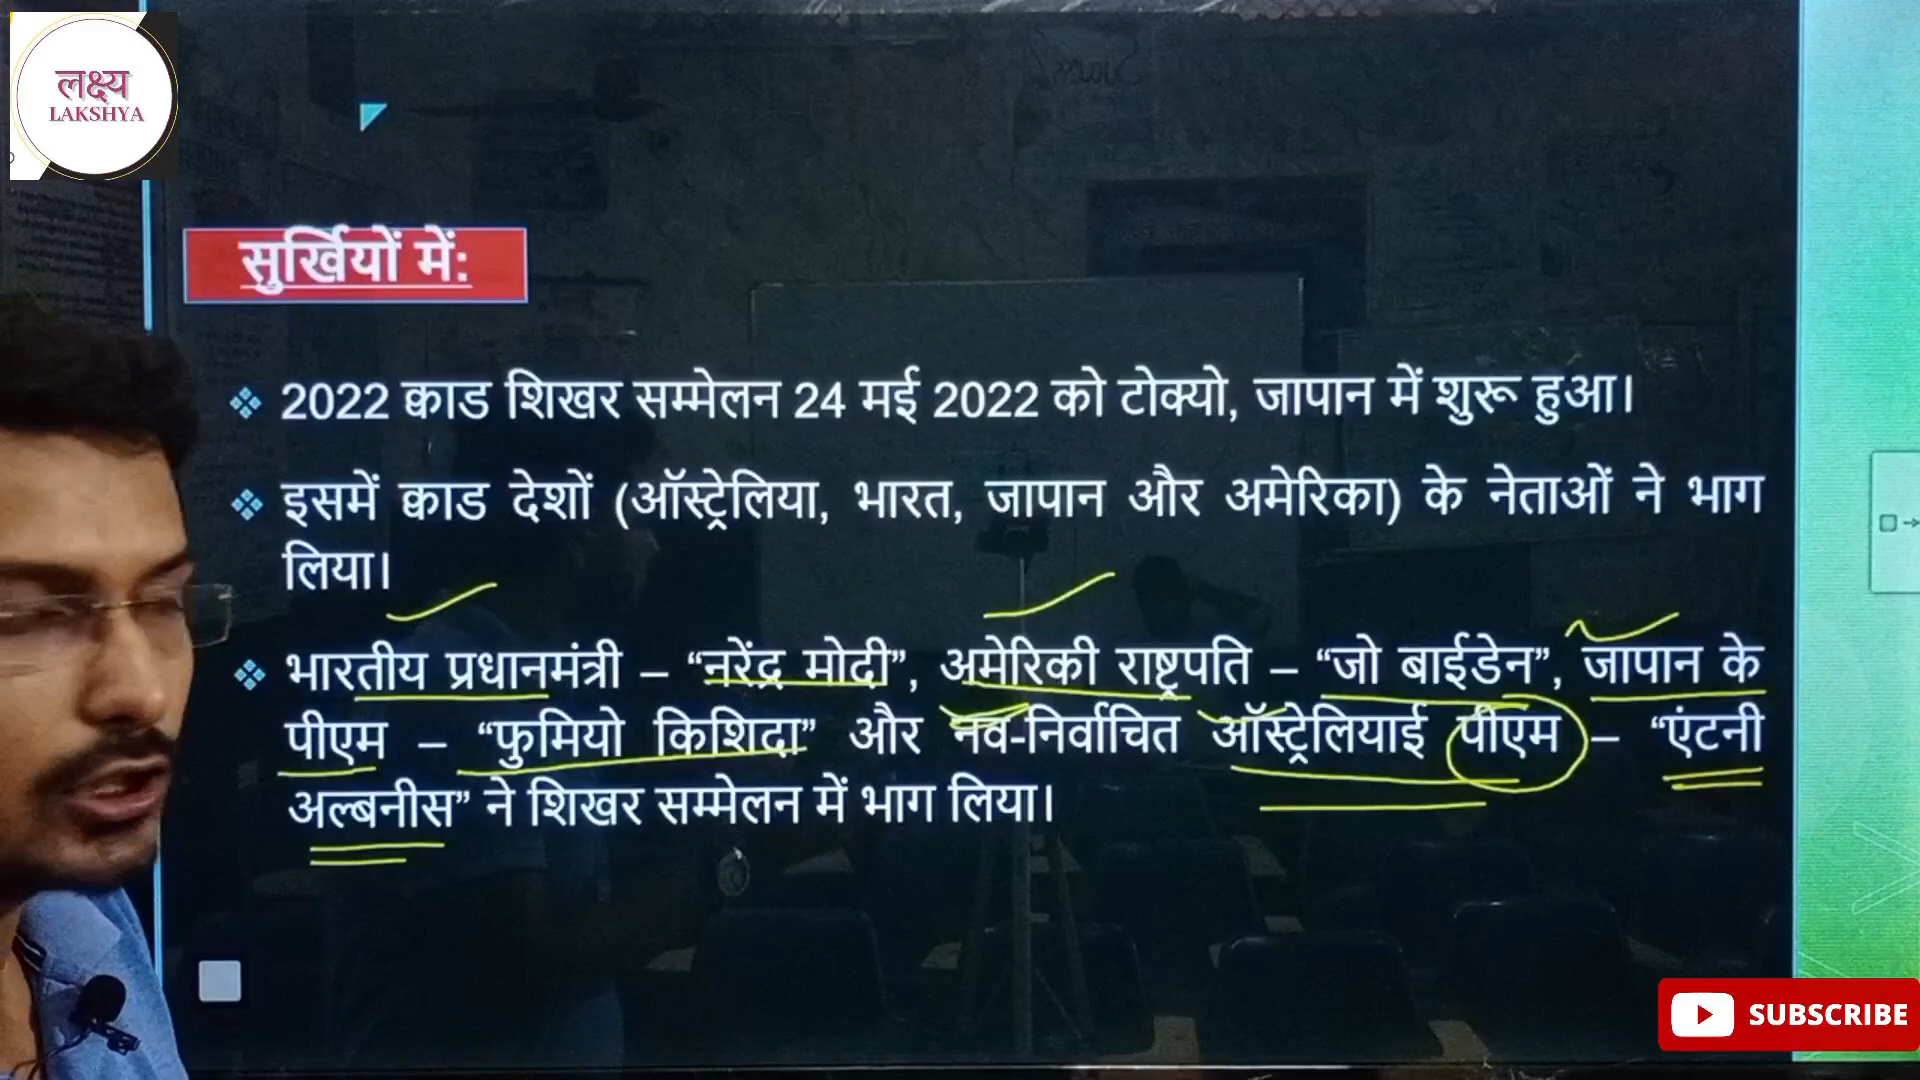 लक्ष्य
LAKSHYA
सुर्खियों में:
2022 क्वाड शिखर सम्मेलन 24 मई 2022 को टोक्यो, जापान में शुरू हुआ।
इसमें क्वाड देशों (ऑस्ट्रेलिया, भारत, जापान और अमेरिका) के नेताओं ने भाग
लिया।
भारतीय प्रधानमंत्री – “नरेंद्र मोदी”, अमेरिकी राष्ट्रपति – “जो बाईडेन”, जापान के
पीएम – “फुमियो किशिदा” और नव-निर्वाचित ऑस्ट्रेलियाई पीएम – “एंटनी
अल्बनीस” ने शिखर सम्मेलन में भाग लिया।
SUBSCRIBE